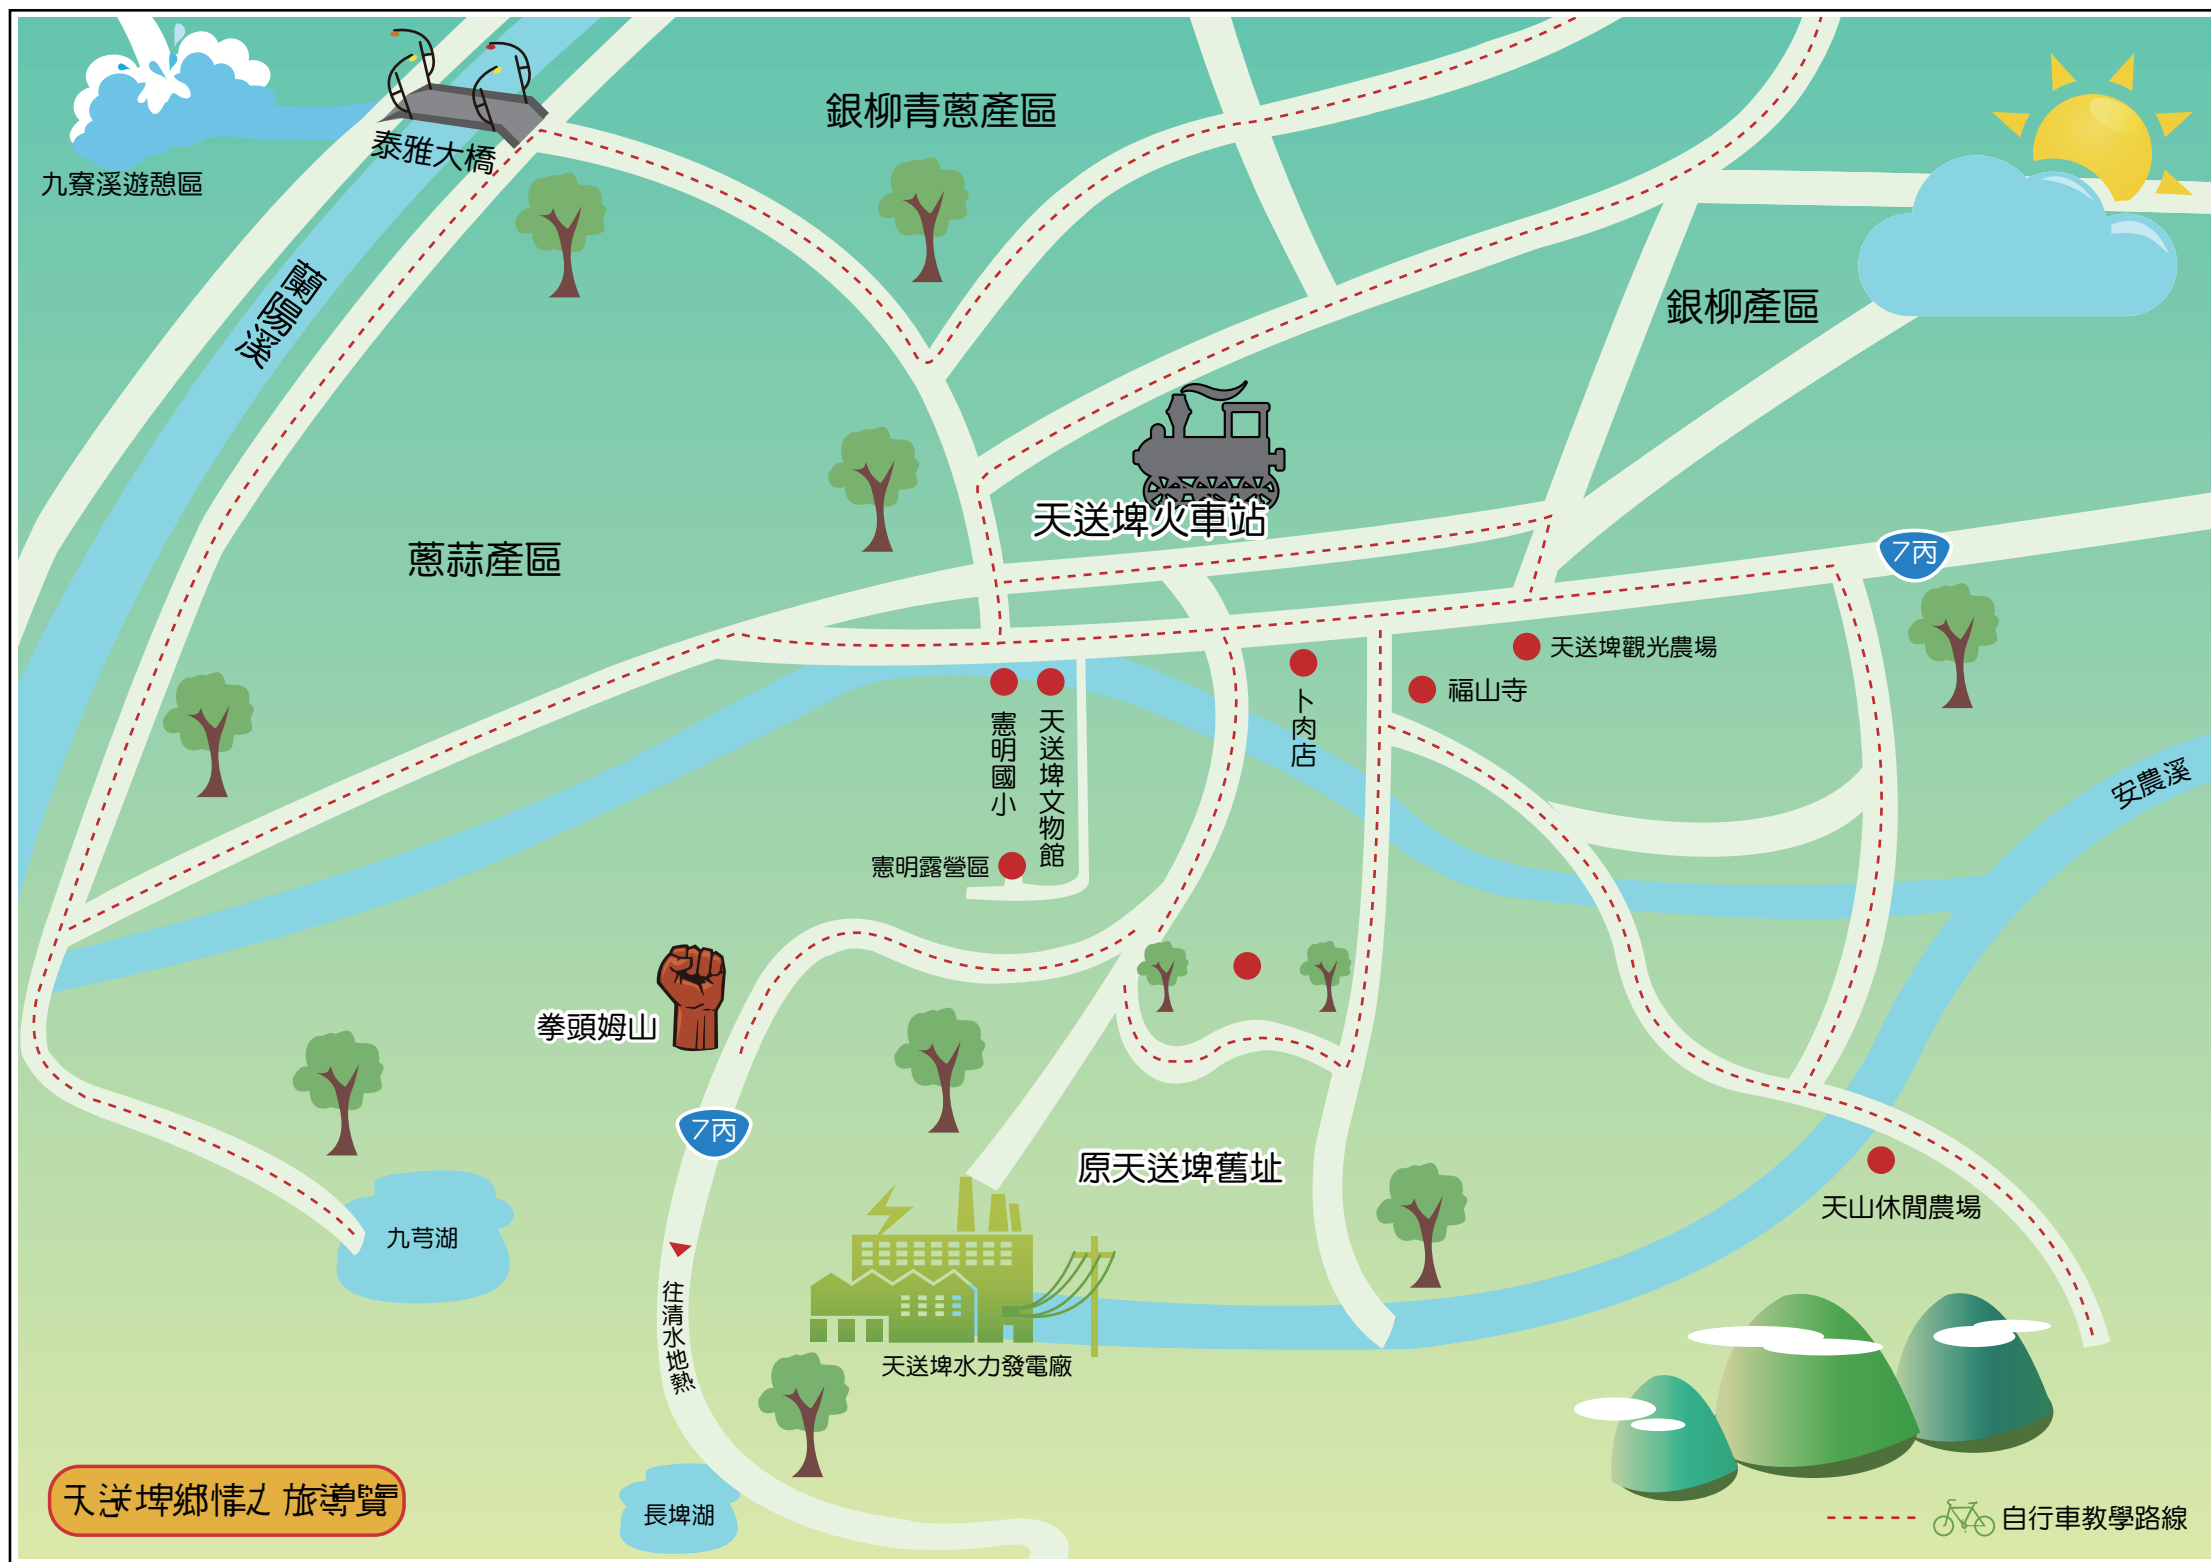 銀柳青蔥產區
泰雅大橋
九寮溪遊憩區
蘭陽溪
銀柳產區
天送埤火車站
蔥蒜產區
7丙
天送埤觀光農場
福山寺
卜肉店
憲明國小
天送埤文物館
安農溪
憲明露營區
拳頭姆山
7丙
原天送埤舊址
天山休閒農場
九芎湖
往清水地熱
天送埤水力發電廠
長埤湖
天送埤鄉情之旅導覽
自行車教學路線